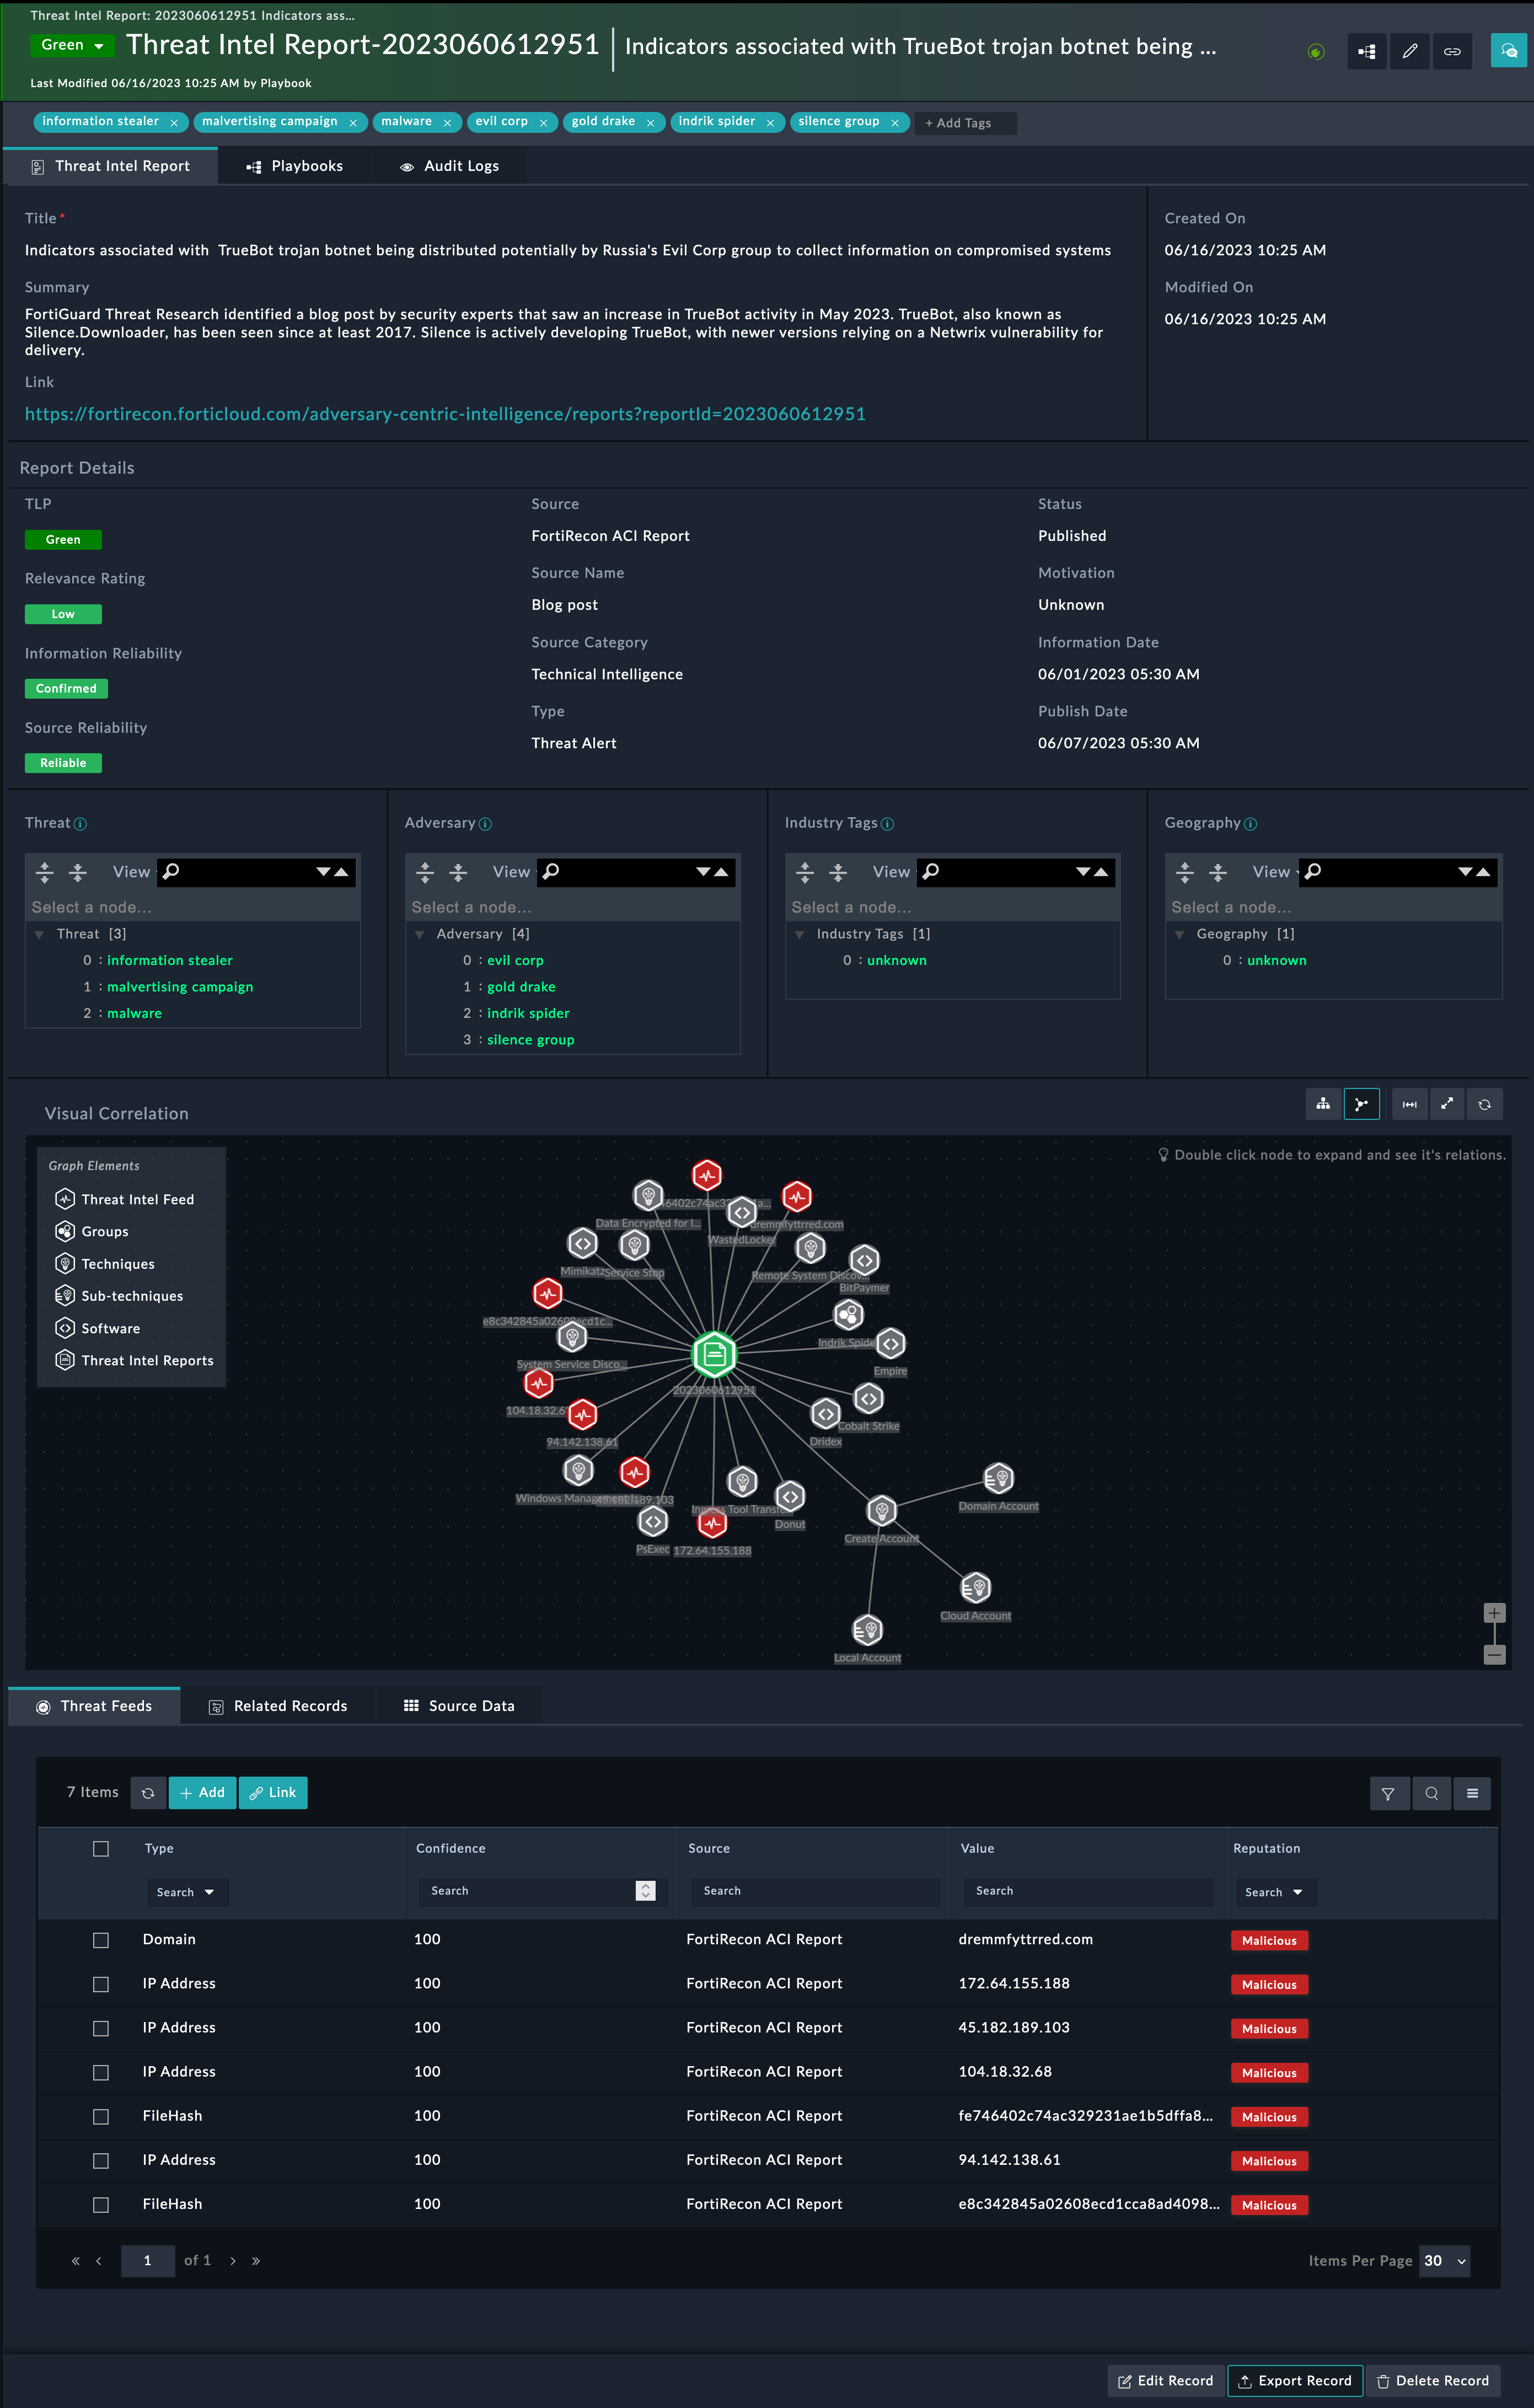 Threat Intel Report: 2023060612951 Indicators ass...
Green
Threat Intel Report-2023060612951
Indicators associated with TrueBot trojan botnet being ...
Last Modified 06/16/2023 10:25 AM by Playbook
information stealer
malvertising campaign
malware
evil corp
gold drake
indrik spider
silence group
+ Add Tags
Threat Intel Report
Playbooks
Audit Logs
Title*
Indicators associated with  TrueBot trojan botnet being distributed potentially by Russia's Evil Corp group to collect information on compromised systems
Summary
FortiGuard Threat Research identified a blog post by security experts that saw an increase in TrueBot activity in May 2023. TrueBot, also known as
Silence.Downloader, has been seen since at least 2017. Silence is actively developing TrueBot, with newer versions relying on a Netwrix vulnerability for
delivery.
Link
https://fortirecon.forticloud.com/adversary-centric-intelligence/reports?reportId=2023060612951
Created On
06/16/2023 10:25 AM
Modified On
06/16/2023 10:25 AM
Report Details
TLP
Green
Relevance Rating
Low
Information Reliability
Confirmed
Source Reliability
Reliable
Source
FortiRecon ACI Report
Source Name
Blog post
Source Category
Technical Intelligence
Type
Threat Alert
Status
Published
Motivation
Unknown
Information Date
06/01/2023 05:30 AM
Publish Date
06/07/2023 05:30 AM
Threat
View
Select a node...
Threat [3]
0 : information stealer
1 : malvertising campaign
2 : malware
Adversary
View
Select a node...
Adversary [4]
0 : evil corp
1 : gold drake
2 : indrik spider
3 : silence group
Industry Tags
View
Select a node...
Industry Tags [1]
0 : unknown
Geography
View
Select a node...
Geography [1]
0 : unknown
Visual Correlation
Double click node to expand and see it's relations.
Graph Elements
Threat Intel Feed
Groups
Techniques
Sub-techniques
Software
Threat Intel Reports
Data Encrypted for I...
dremmfyttrred.com
WastedLocker
Mimikatz
Service Stop
Remote System Discov...
BitPaymer
e8c342845a02608ecd1c...
Indrik Spider
System Service Disco...
Empire
2023060612951
104.18.32.68
Cobalt Strike
94.142.138.61
Dridex
Windows Management I...
Ingress Tool Transfe...
Donut
Domain Account
PsExec
172.64.155.188
Create Account
Cloud Account
Local Account
Threat Feeds
Related Records
Source Data
7 Items
+ Add
Link
Type
Confidence
Source
Value
Reputation
Search
Search
Search
Search
Search
Domain 100 FortiRecon ACI Report dremmfyttrred.com Malicious
IP Address 100 FortiRecon ACI Report 172.64.155.188 Malicious
IP Address 100 FortiRecon ACI Report 45.182.189.103 Malicious
IP Address 100 FortiRecon ACI Report 104.18.32.68 Malicious
FileHash 100 FortiRecon ACI Report fe746402c74ac329231ae1b5dffa8... Malicious
IP Address 100 FortiRecon ACI Report 94.142.138.61 Malicious
FileHash 100 FortiRecon ACI Report e8c342845a02608ecd1cca8ad4098... Malicious
« ‹ 1 of 1 › »
Items Per Page 30
Edit Record
Export Record
Delete Record